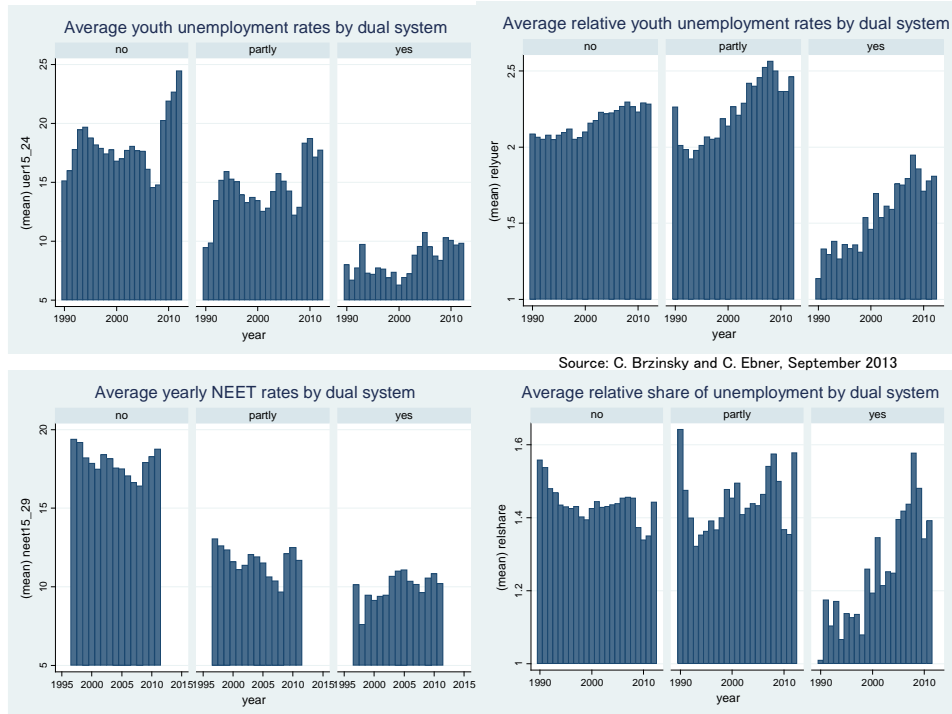 Average youth unemployment rates by dual system
no partly yes
25
20
15
10
5
(mean) uer15_24
1990 2000 2010 1990 2000 2010 1990 2000 2010
year
Average relative youth unemployment rates by dual system
no partly yes
2.5
2
1.5
1
(mean) relyuer
1990 2000 2010 1990 2000 2010 1990 2000 2010
year
Source: C. Brzinsky and C. Ebner, September 2013
Average yearly NEET rates by dual system
no partly yes
20
15
10
5
(mean) neet15_29
1995 2000 2005 2010 2015 1995 2000 2005 2010 2015 1995 2000 2005 2010 2015
year
Average relative share of unemployment by dual system
no partly yes
1.6
1.4
1.2
1
(mean) relshare
1990 2000 2010 1990 2000 2010 1990 2000 2010
year